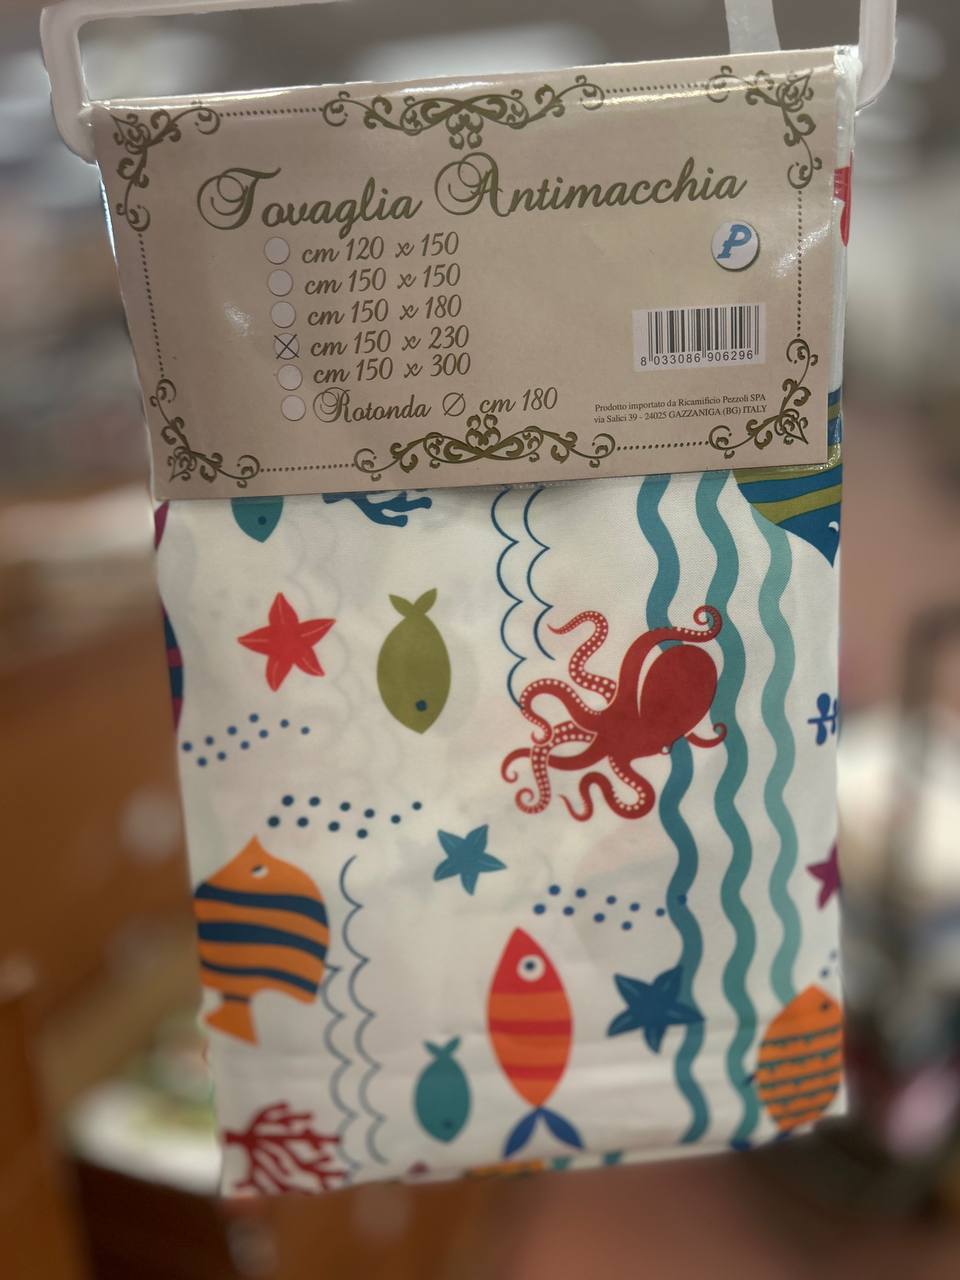 Tovaglia Antimacchia
cm 120 x 150
cm 150 x 150
cm 150 x 180
cm 150 x 230
cm 150 x 300
Rotonda ∅ cm 180
P
8 033086 906296
Prodotto importato da Ricamificio Pezzoli SPA
via Salici 39 - 24025 GAZZANIGA (BG) ITALY